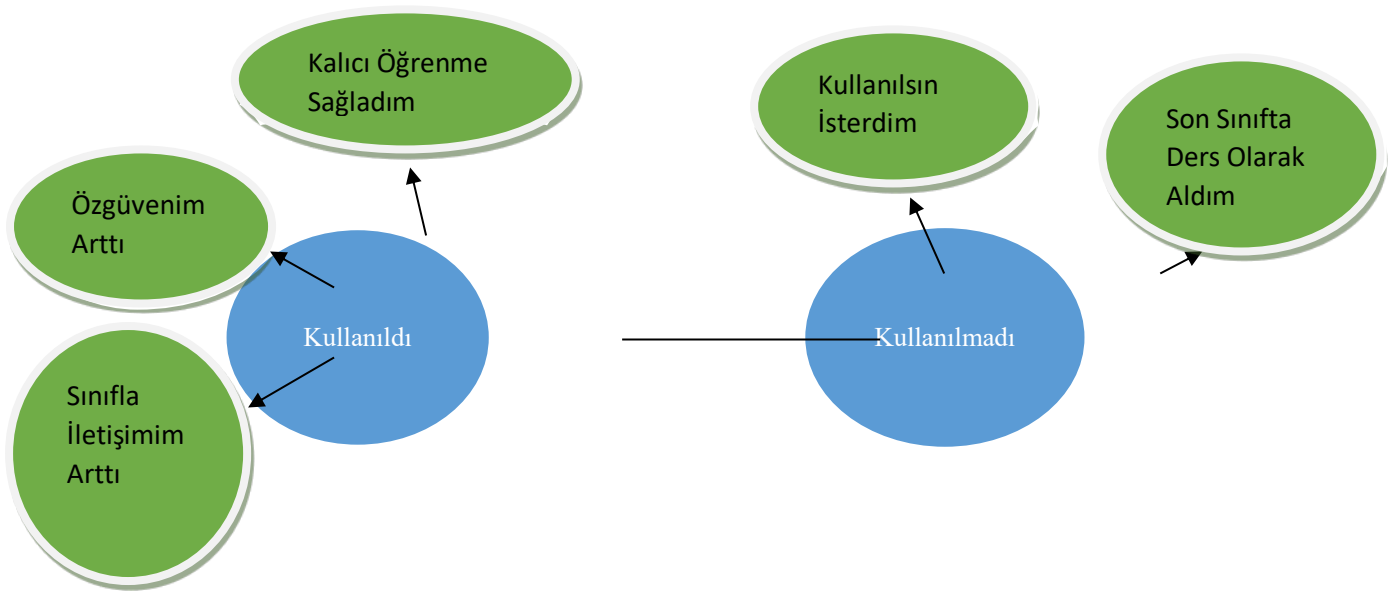 Kalıcı Öğrenme
Sağladım
Kullanılsın
İsterdim
Son Sınıfta
Ders Olarak
Aldım
Özgüvenim
Arttı
Kullanıldı
Kullanılmadı
Sınıfla
İletişimim
Arttı